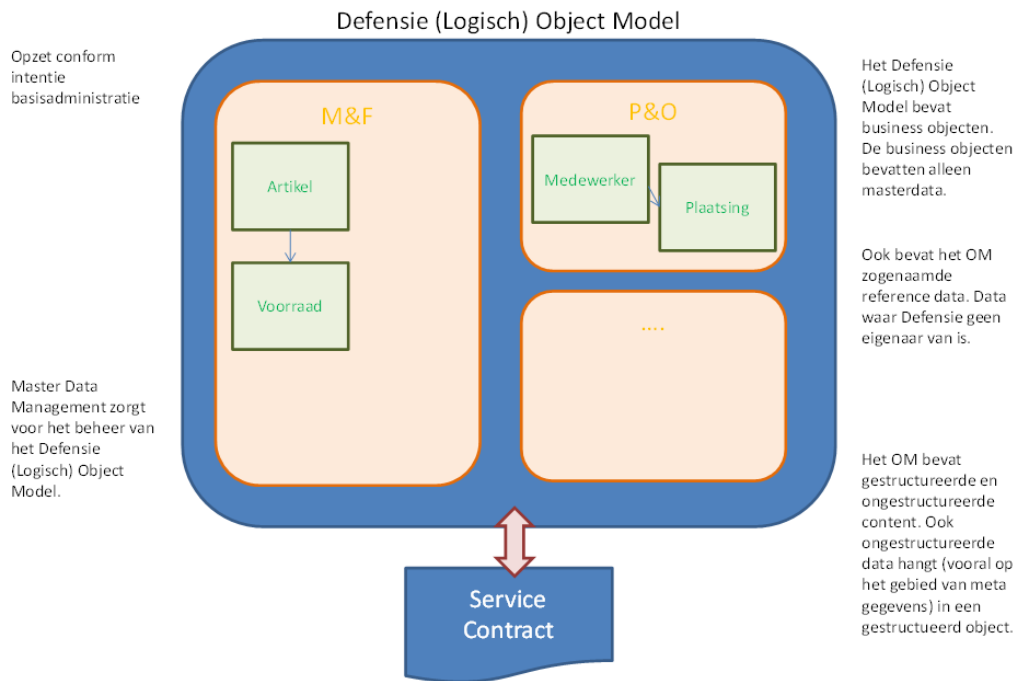 Defensie (Logisch) Object Model
Opzet conform
intentie
basisadministratie
Master Data
Management zorgt
voor het beheer van
het Defensie
(Logisch) Object
Model.
M&F
Artikel
Voorraad
P&O
Medewerker
Plaatsing
....
Service
Contract
Het Defensie
(Logisch) Object
Model bevat
business objecten.
De business objecten
bevatten alleen
masterdata.
Ook bevat het OM
zogenaamde
reference data. Data
waar Defensie geen
eigenaar van is.
Het OM bevat
gestructureerde en
ongestructureerde
content. Ook
ongestructureerde
data hangt (vooral op
het gebied van meta
gegevens) in een
gestructueerd object.